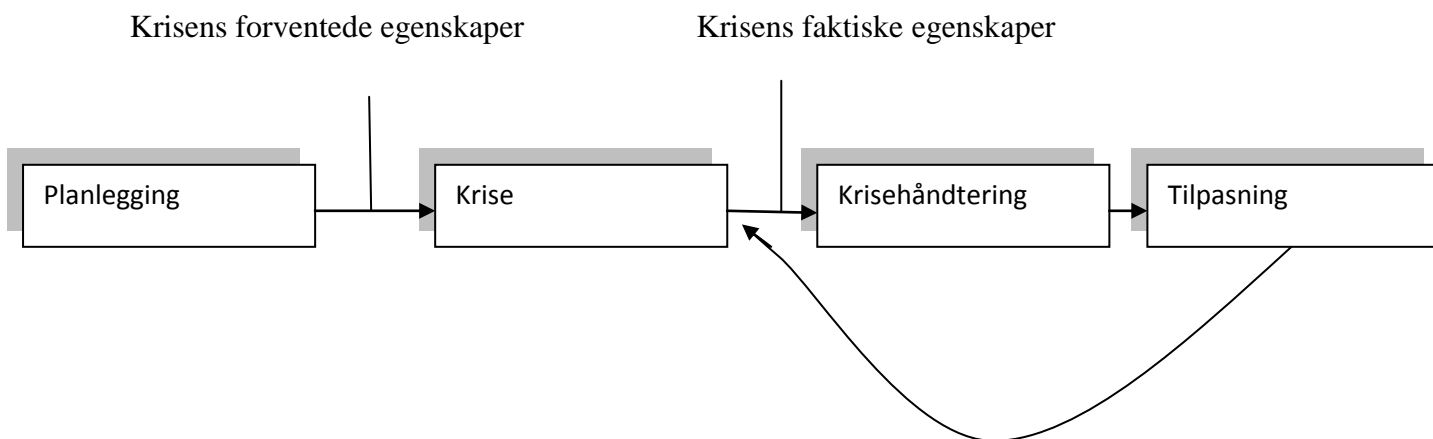 Krisens forventede egenskaper
Krisens faktiske egenskaper
Planlegging
Krise
Krisehåndtering
Tilpasning